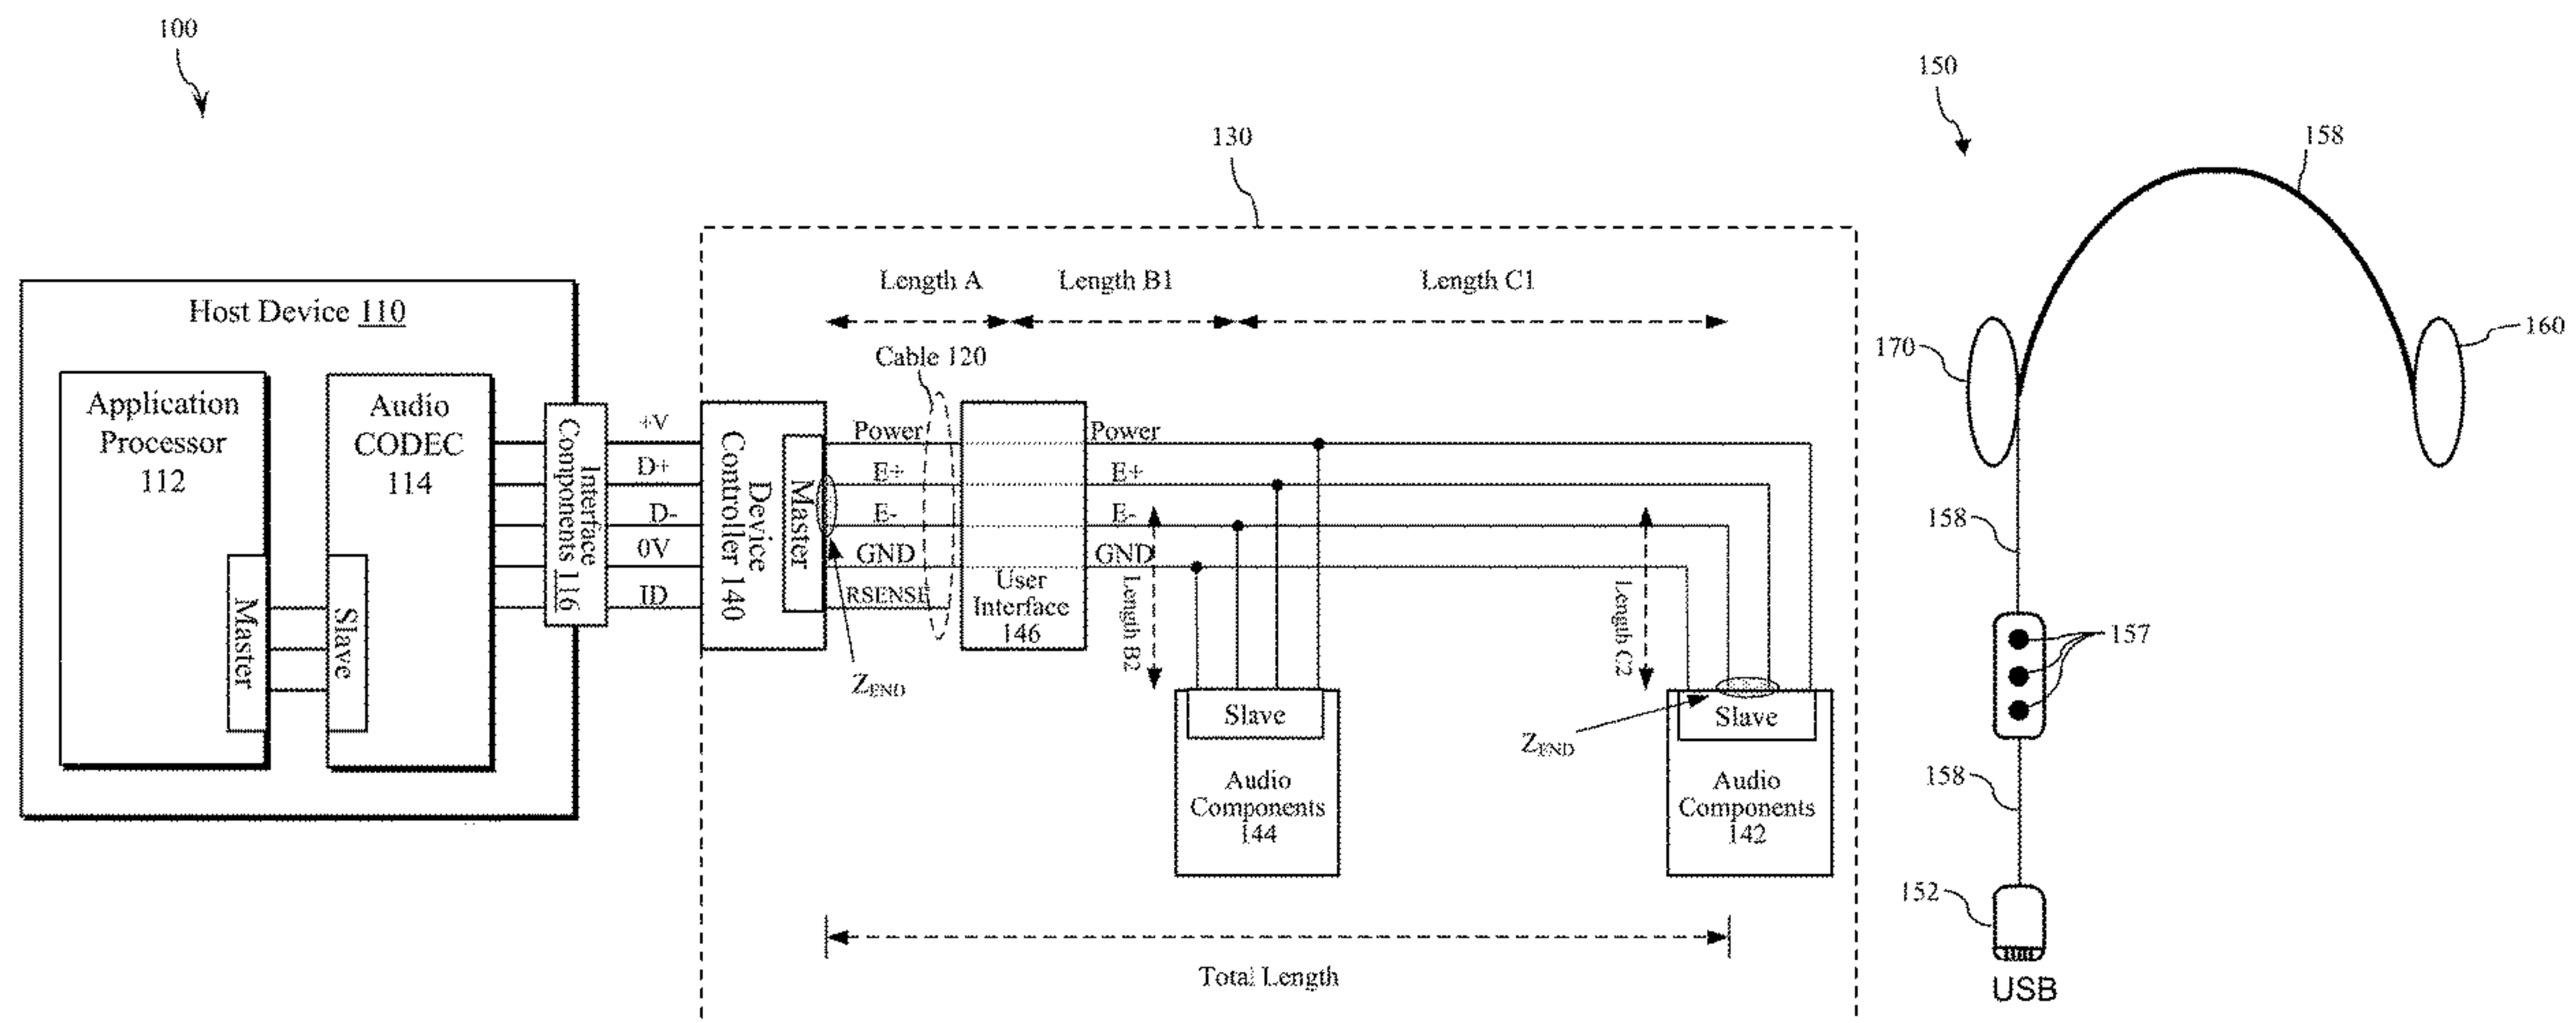 100
150
130
158
Length A
Length B1
Length C1
Host Device 110
160
170
Cable 120
Application
Processor
112
Audio
CODEC
114
Master
Slave
Interface
Components 116
+V
D+
D-
0V
ID
Device
Controller 140
Master
Power
E+
E-
GND
RSENSE
User
Interface
146
Power
E+
E-
GND
Length B2
Length C2
158
157
Z_END
Z_END
Slave
Audio
Components
144
Slave
Audio
Components
142
158
152
Total Length
USB